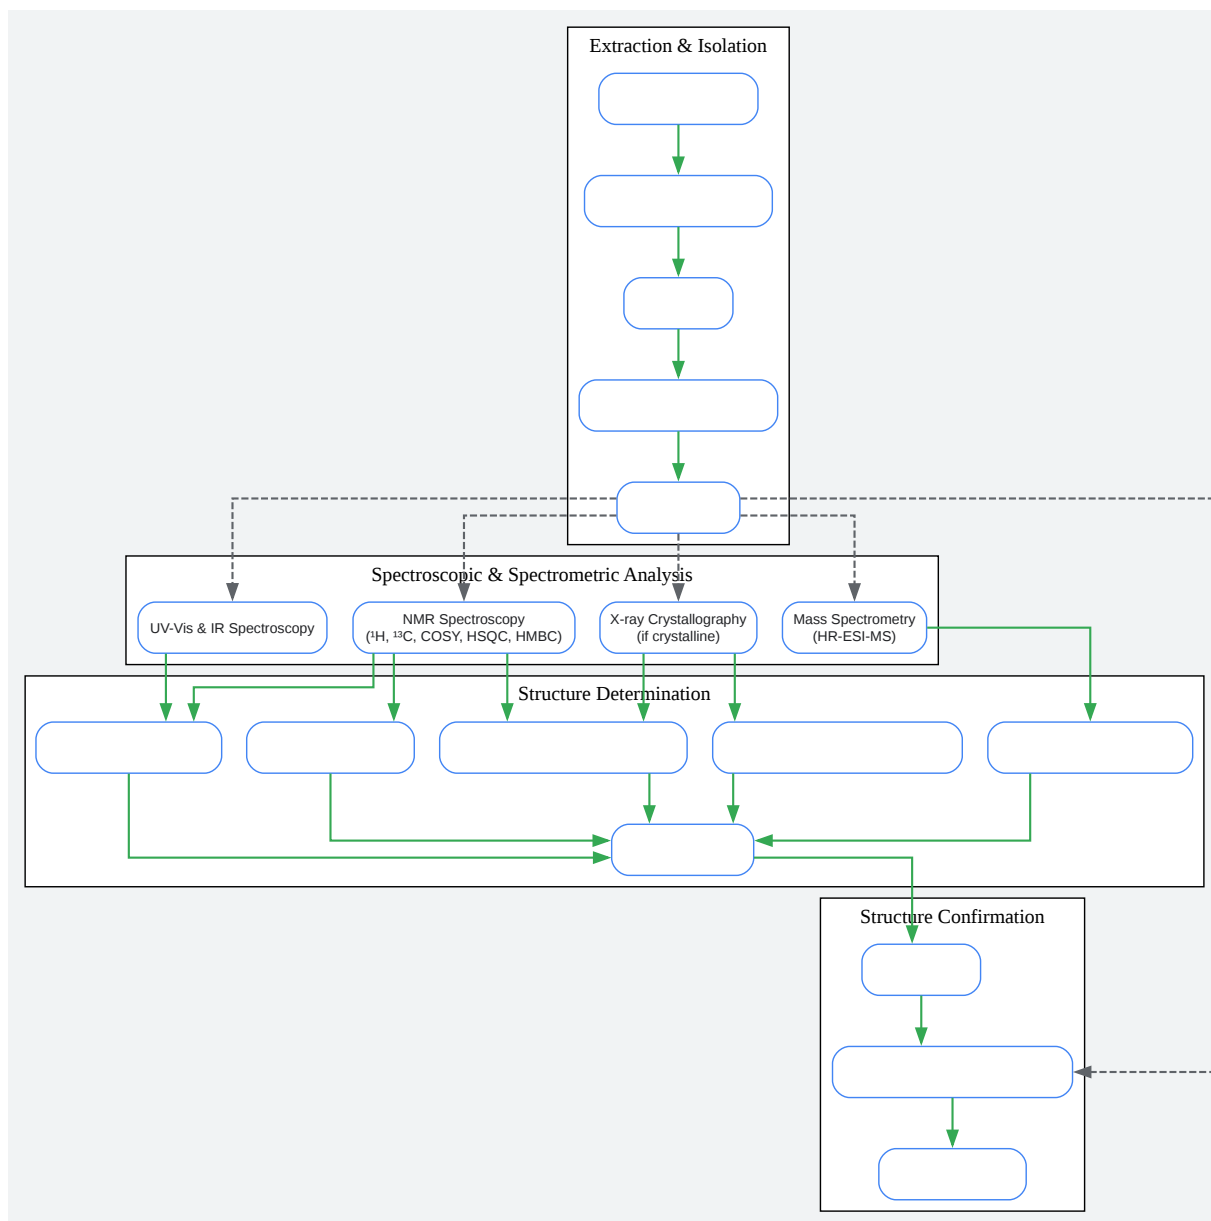 Extraction & Isolation
Spectroscopic & Spectrometric Analysis
UV-Vis & IR Spectroscopy
NMR Spectroscopy
(¹H, ¹³C, COSY, HSQC, HMBC)
X-ray Crystallography
(if crystalline)
Mass Spectrometry
(HR-ESI-MS)
Structure Determination
Structure Confirmation